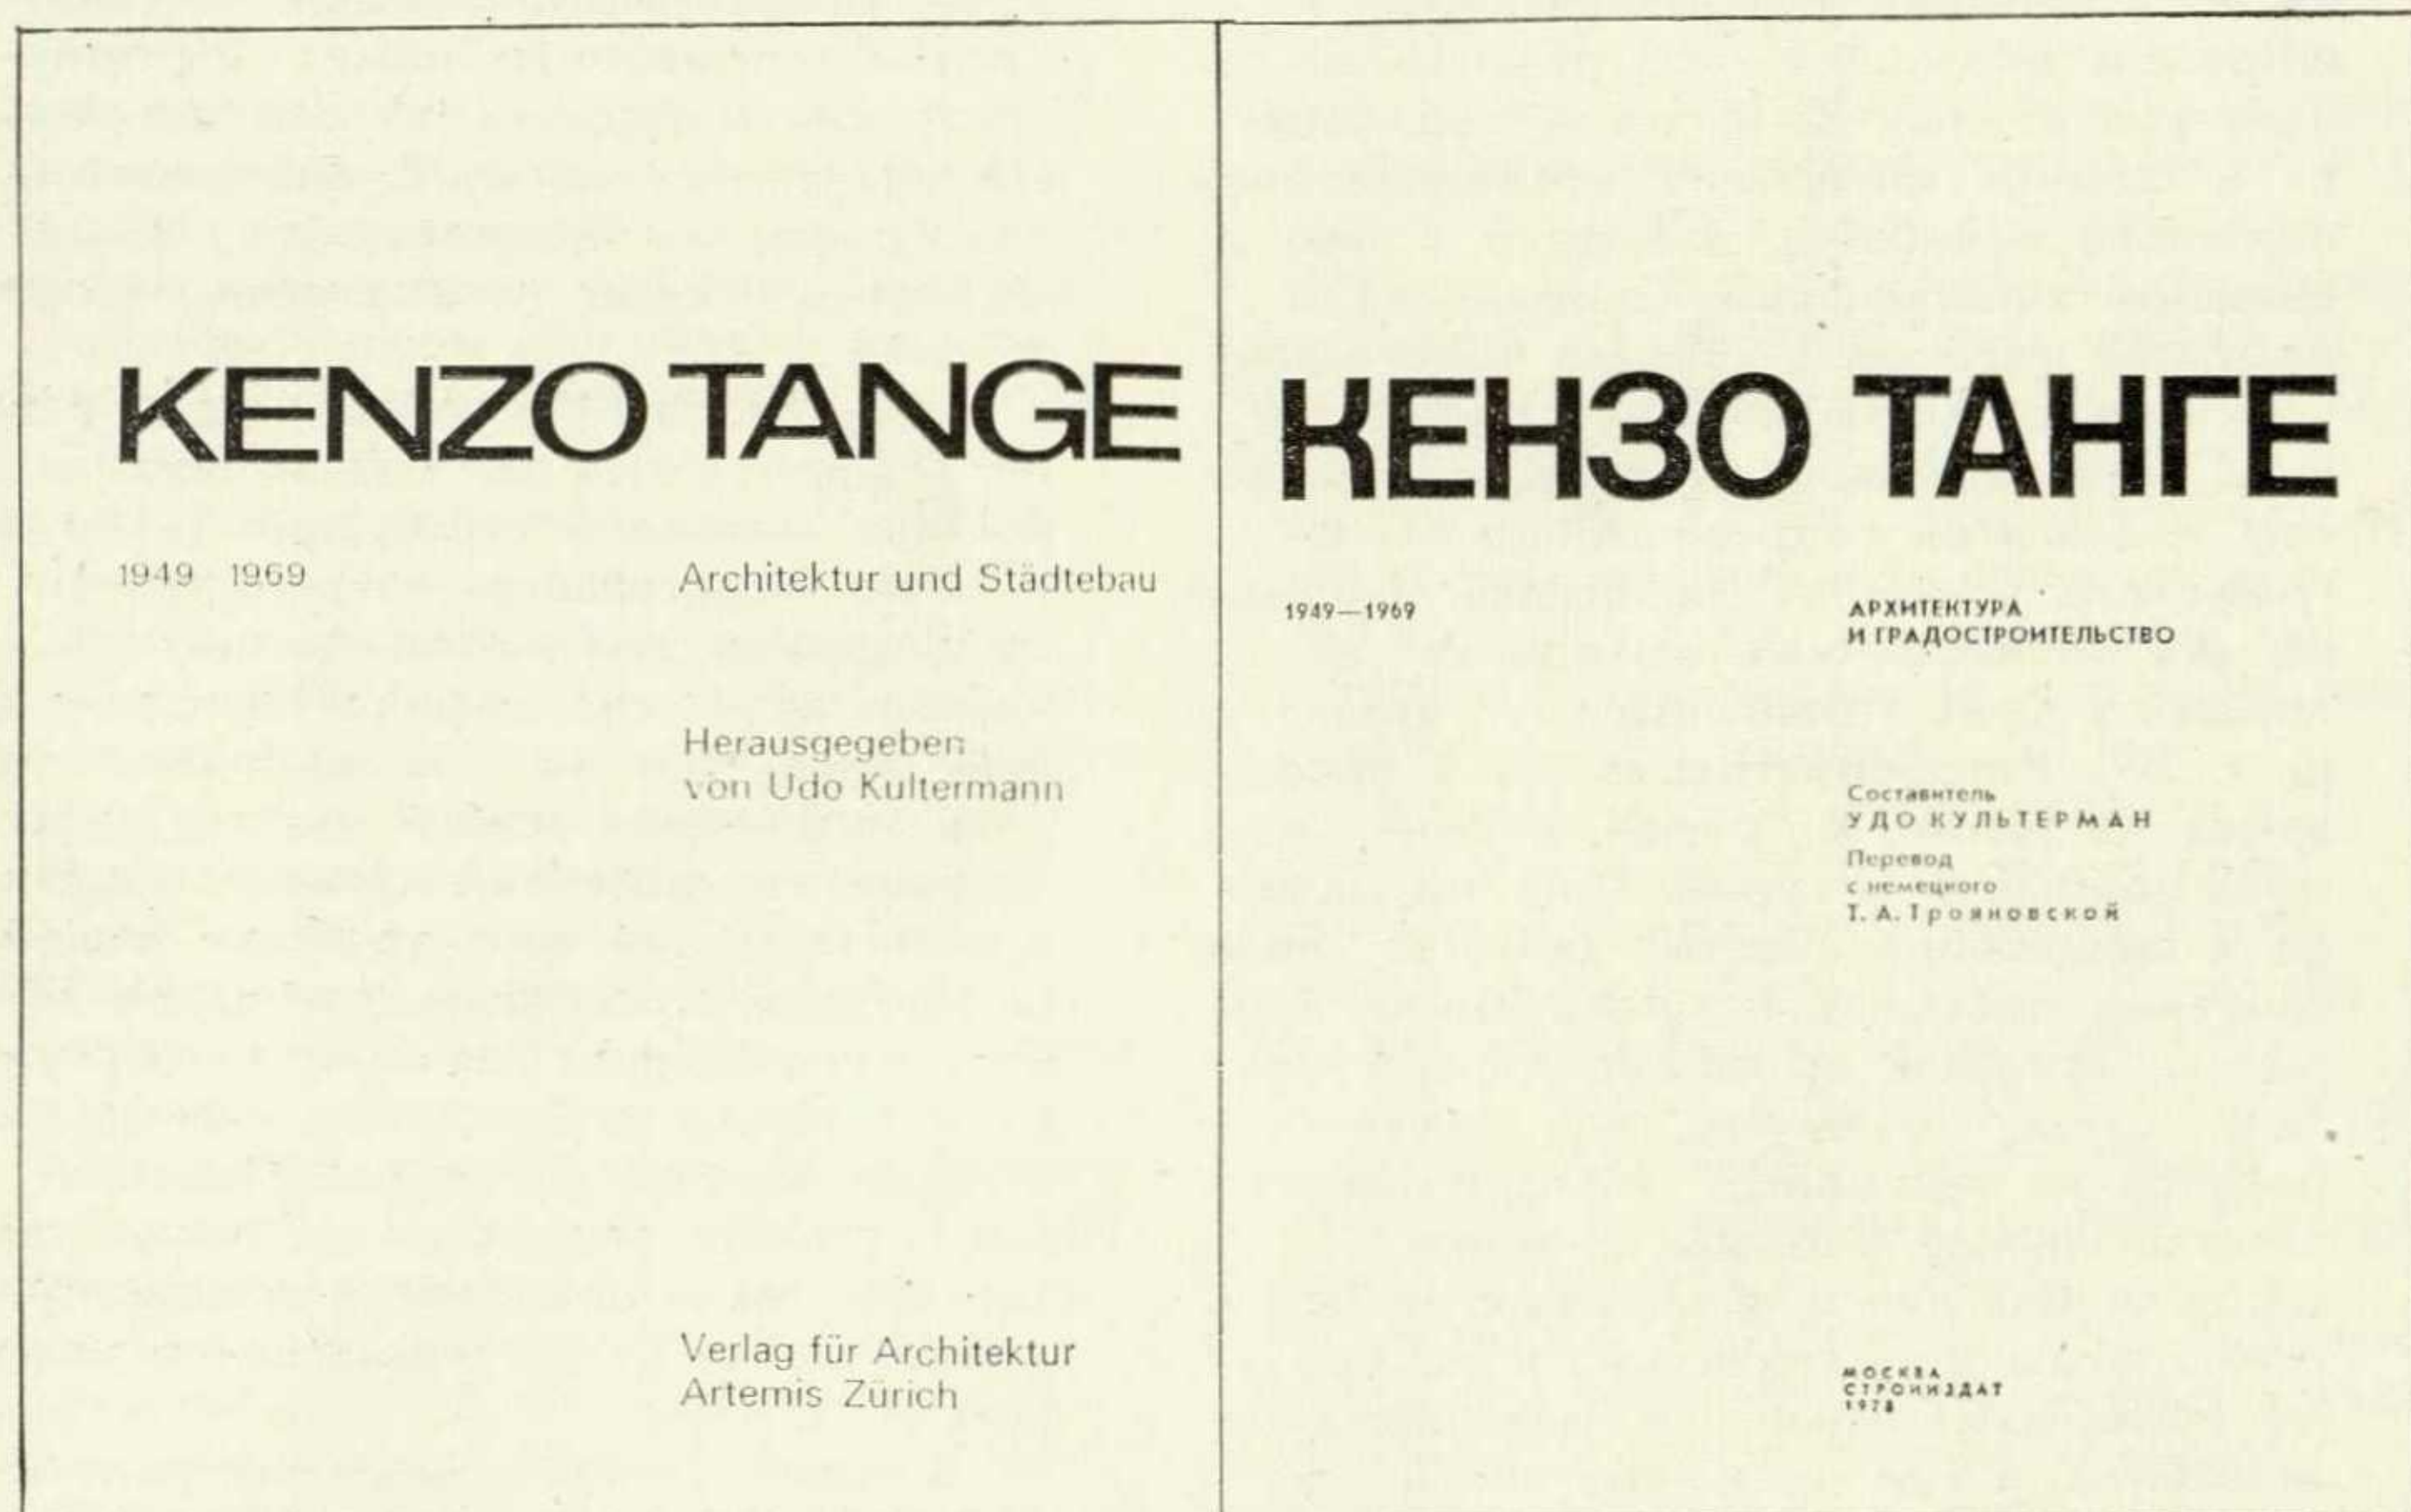 KENZO TANGE
1949 1969
Architektur und Städtebau
Herausgegeben
von Udo Kultermann
Verlag für Architektur
Artemis Zürich
КЕНЗО ТАНГЕ
1949—1969
АРХИТЕКТУРА
И ГРАДОСТРОИТЕЛЬСТВО
Составитель
УДО КУЛЬТЕРМАН
Перевод
с немецкого
Т. А. Трояновской
МОСКВА
СТРОЙИЗДАТ
1978